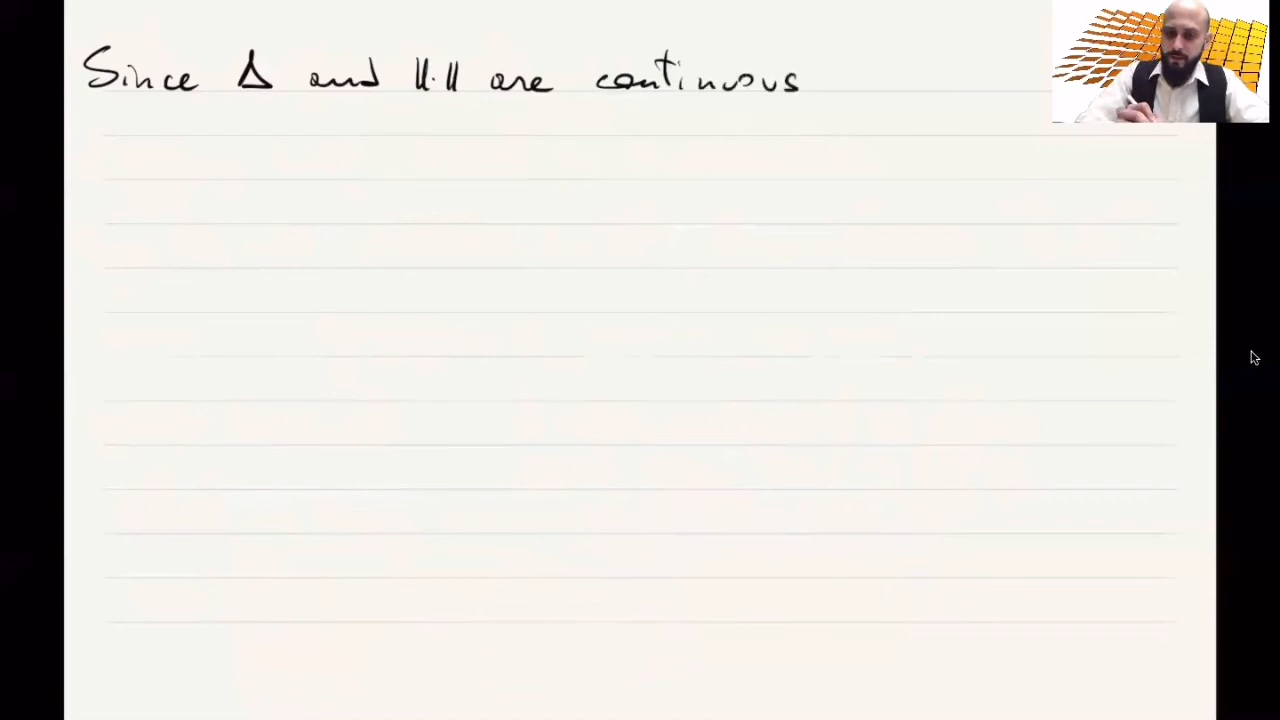 Since Δ and ||·|| are continuous